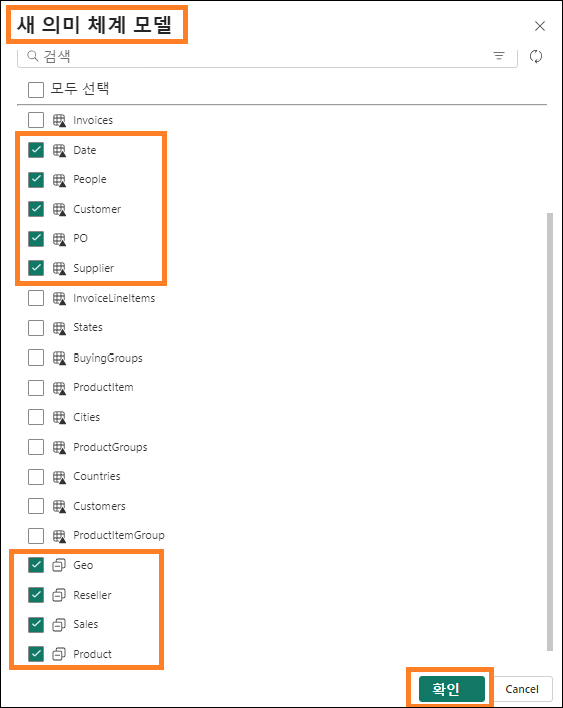 새 의미 체계 모델
검색
모두 선택
Invoices
Date
People
Customer
PO
Supplier
InvoiceLineItems
States
BuyingGroups
ProductItem
Cities
ProductGroups
Countries
Customers
ProductItemGroup
Geo
Reseller
Sales
Product
확인 Cancel